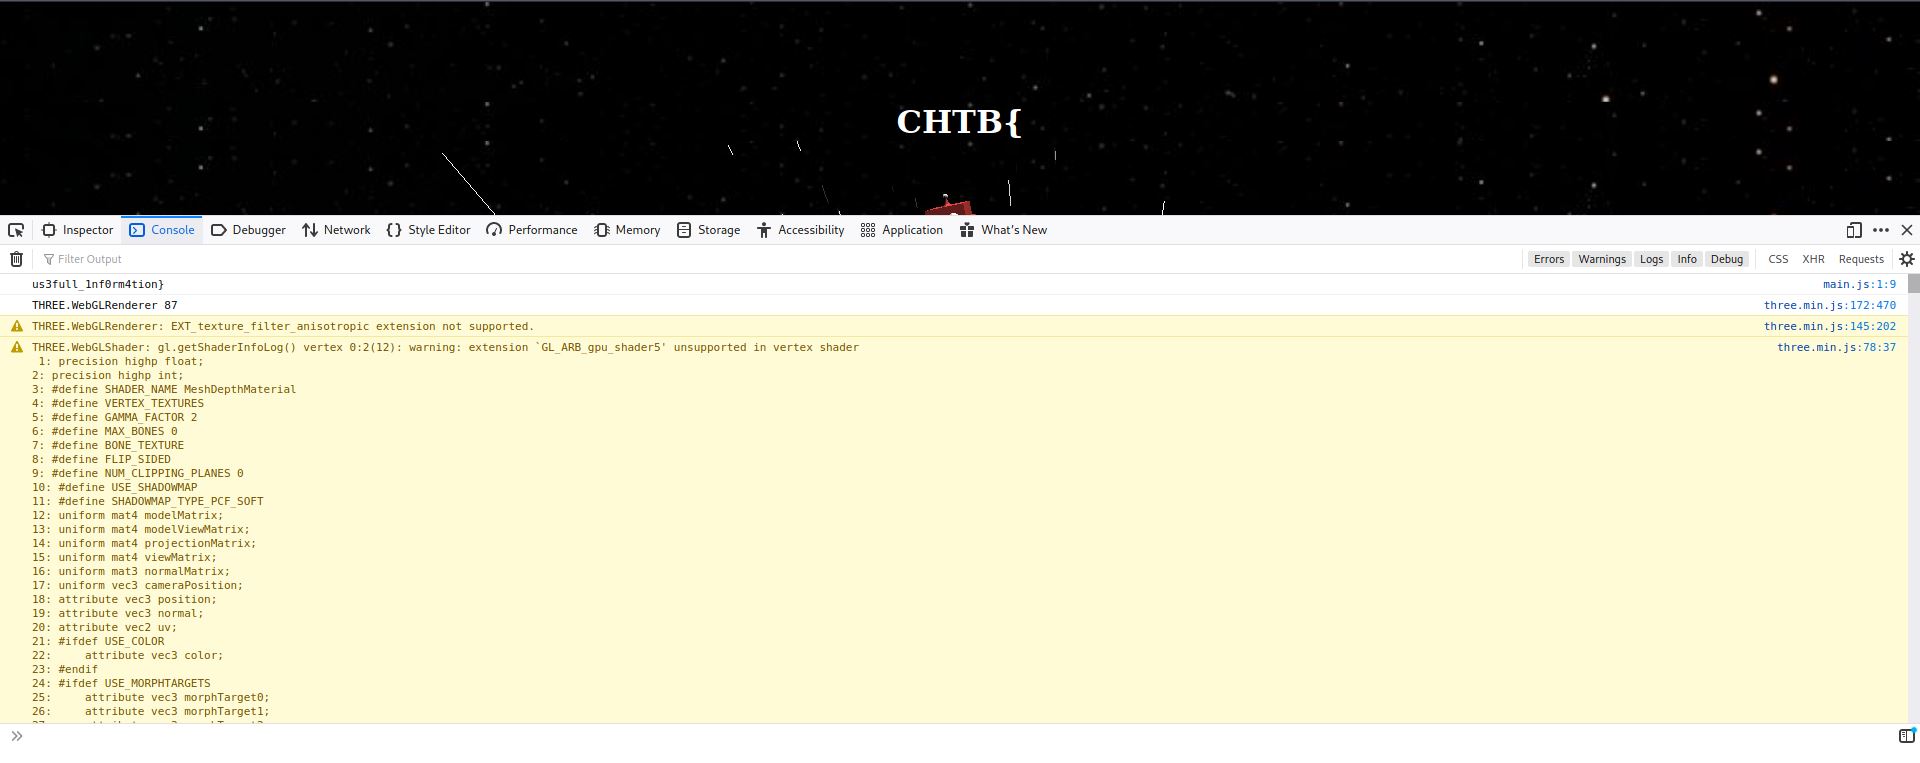 CHTB{
Inspector Console Debugger Network Style Editor Performance Memory Storage Accessibility Application What's New
Filter Output Errors Warnings Logs Info Debug CSS XHR Requests
us3full_1nf0rm4tion} main.js:1:9
THREE.WebGLRenderer 87 three.min.js:172:470
THREE.WebGLRenderer: EXT_texture_filter_anisotropic extension not supported. three.min.js:145:202
THREE.WebGLShader: gl.getShaderInfoLog() vertex 0:2(12): warning: extension `GL_ARB_gpu_shader5' unsupported in vertex shader three.min.js:78:37
1: precision highp float;
2: precision highp int;
3: #define SHADER_NAME MeshDepthMaterial
4: #define VERTEX_TEXTURES
5: #define GAMMA_FACTOR 2
6: #define MAX_BONES 0
7: #define BONE_TEXTURE
8: #define FLIP_SIDED
9: #define NUM_CLIPPING_PLANES 0
10: #define USE_SHADOWMAP
11: #define SHADOWMAP_TYPE_PCF_SOFT
12: uniform mat4 modelMatrix;
13: uniform mat4 modelViewMatrix;
14: uniform mat4 projectionMatrix;
15: uniform mat4 viewMatrix;
16: uniform mat3 normalMatrix;
17: uniform vec3 cameraPosition;
18: attribute vec3 position;
19: attribute vec3 normal;
20: attribute vec2 uv;
21: #ifdef USE_COLOR
22:     attribute vec3 color;
23: #endif
24: #ifdef USE_MORPHTARGETS
25:     attribute vec3 morphTarget0;
26:     attribute vec3 morphTarget1;